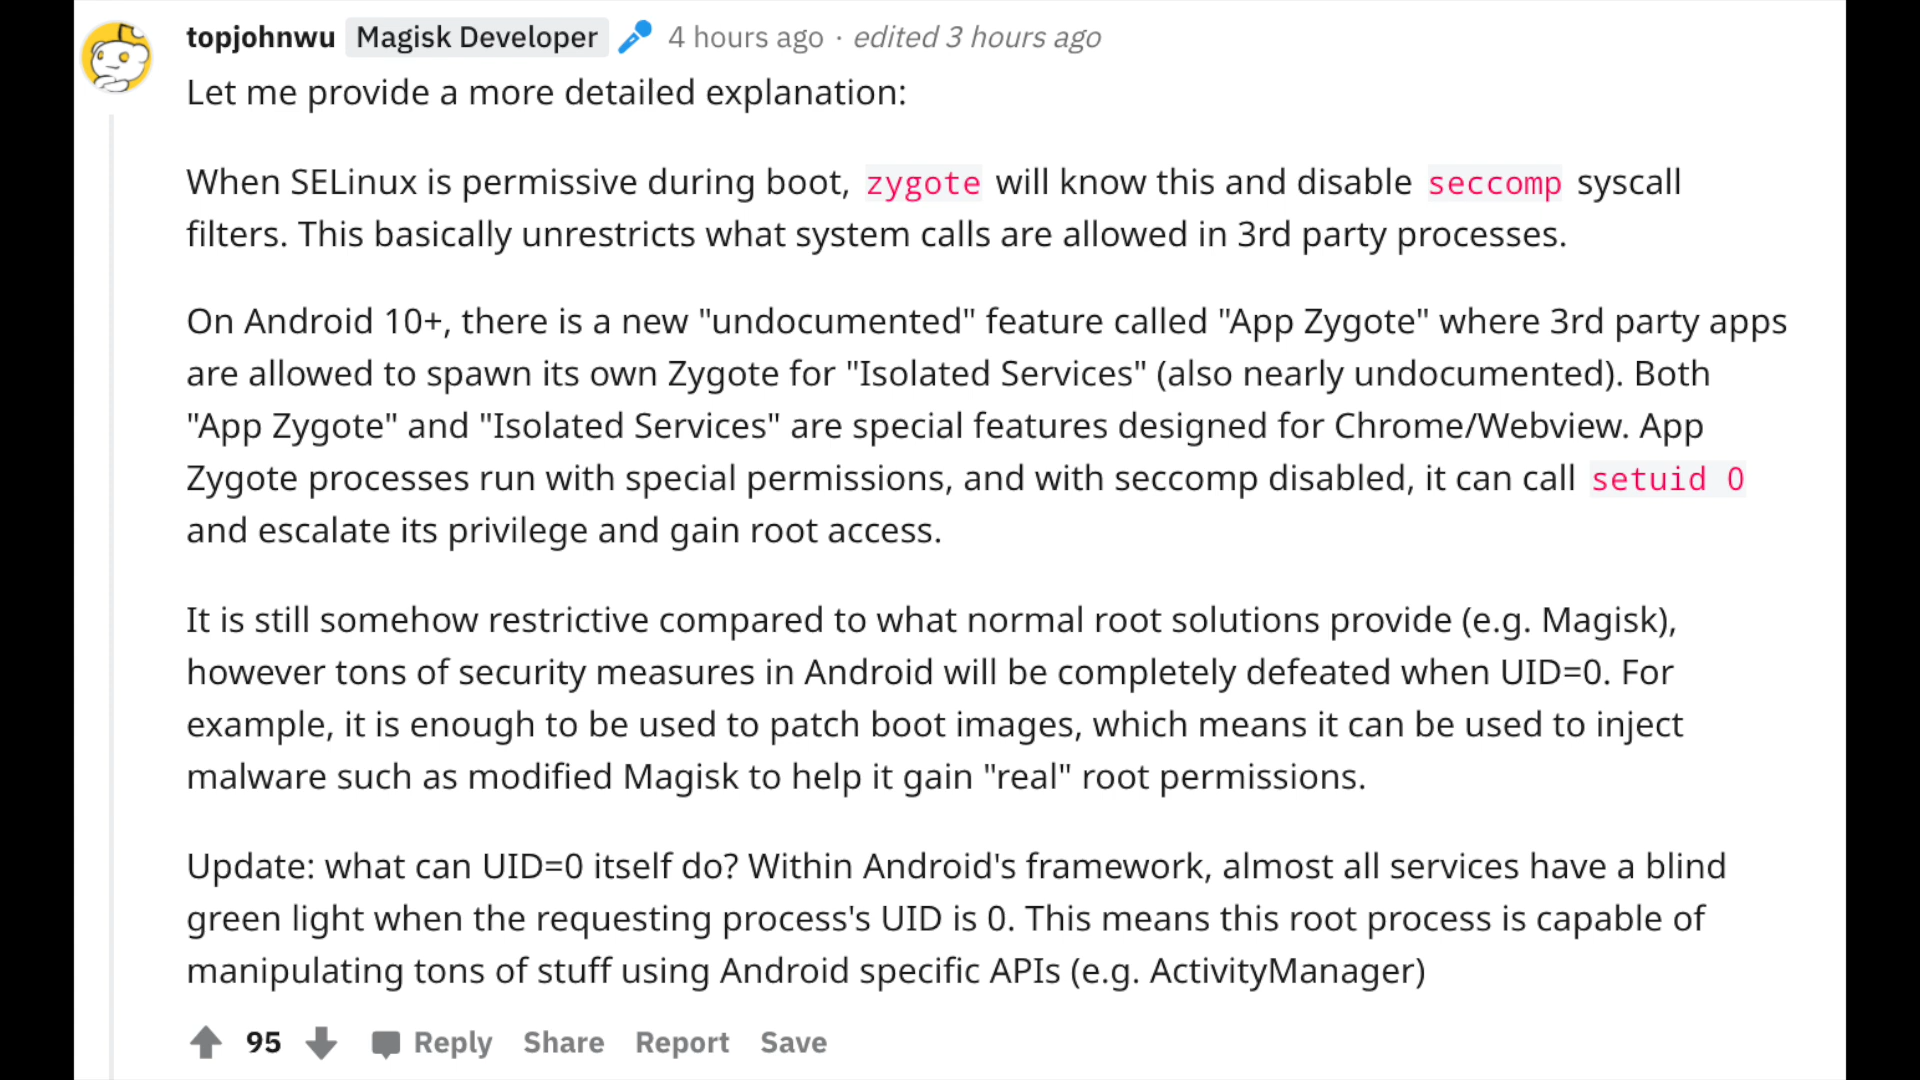 topjohnwu Magisk Developer 4 hours ago · edited 3 hours ago
Let me provide a more detailed explanation:
When SELinux is permissive during boot, zygote will know this and disable seccomp syscall
filters. This basically unrestricts what system calls are allowed in 3rd party processes.
On Android 10+, there is a new "undocumented" feature called "App Zygote" where 3rd party apps
are allowed to spawn its own Zygote for "Isolated Services" (also nearly undocumented). Both
"App Zygote" and "Isolated Services" are special features designed for Chrome/Webview. App
Zygote processes run with special permissions, and with seccomp disabled, it can call setuid 0
and escalate its privilege and gain root access.
It is still somehow restrictive compared to what normal root solutions provide (e.g. Magisk),
however tons of security measures in Android will be completely defeated when UID=0. For
example, it is enough to be used to patch boot images, which means it can be used to inject
malware such as modified Magisk to help it gain "real" root permissions.
Update: what can UID=0 itself do? Within Android's framework, almost all services have a blind
green light when the requesting process's UID is 0. This means this root process is capable of
manipulating tons of stuff using Android specific APIs (e.g. ActivityManager)
95 Reply Share Report Save